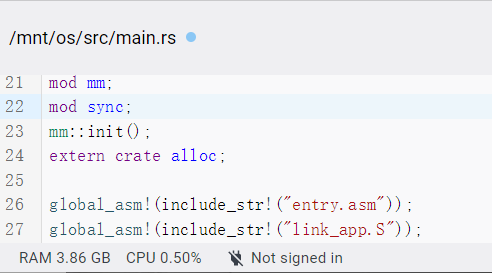 /mnt/os/src/main.rs
21 mod mm;
22 mod sync;
23 mm::init();
24 extern crate alloc;
25
26 global_asm!(include_str!("entry.asm"));
27 global_asm!(include_str!("link_app.S"));
RAM 3.86 GB CPU 0.50% Not signed in